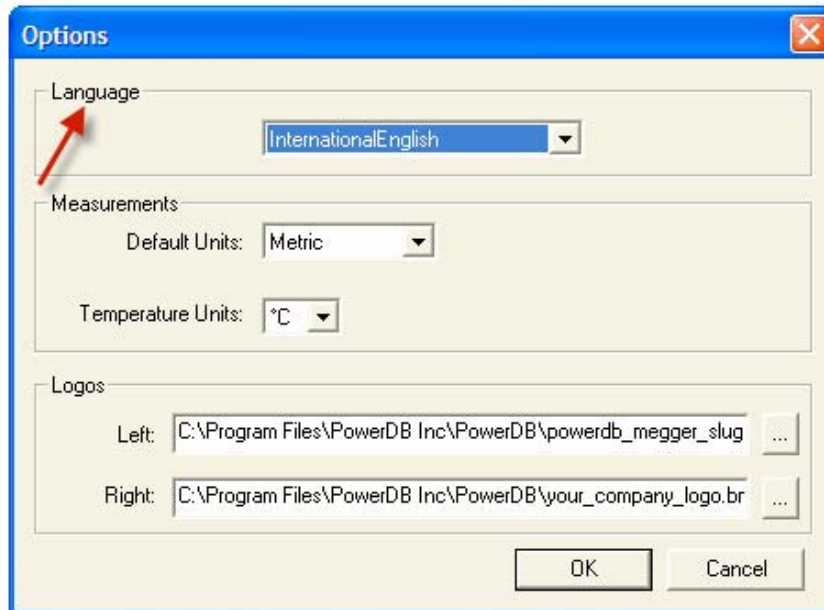 Options
Language
InternationalEnglish
Measurements
Default Units: Metric
Temperature Units: °C
Logos
Left: C:\Program Files\PowerDB Inc\PowerDB\powerdb_megger_slug ...
Right: C:\Program Files\PowerDB Inc\PowerDB\your_company_logo.br ...
OK Cancel